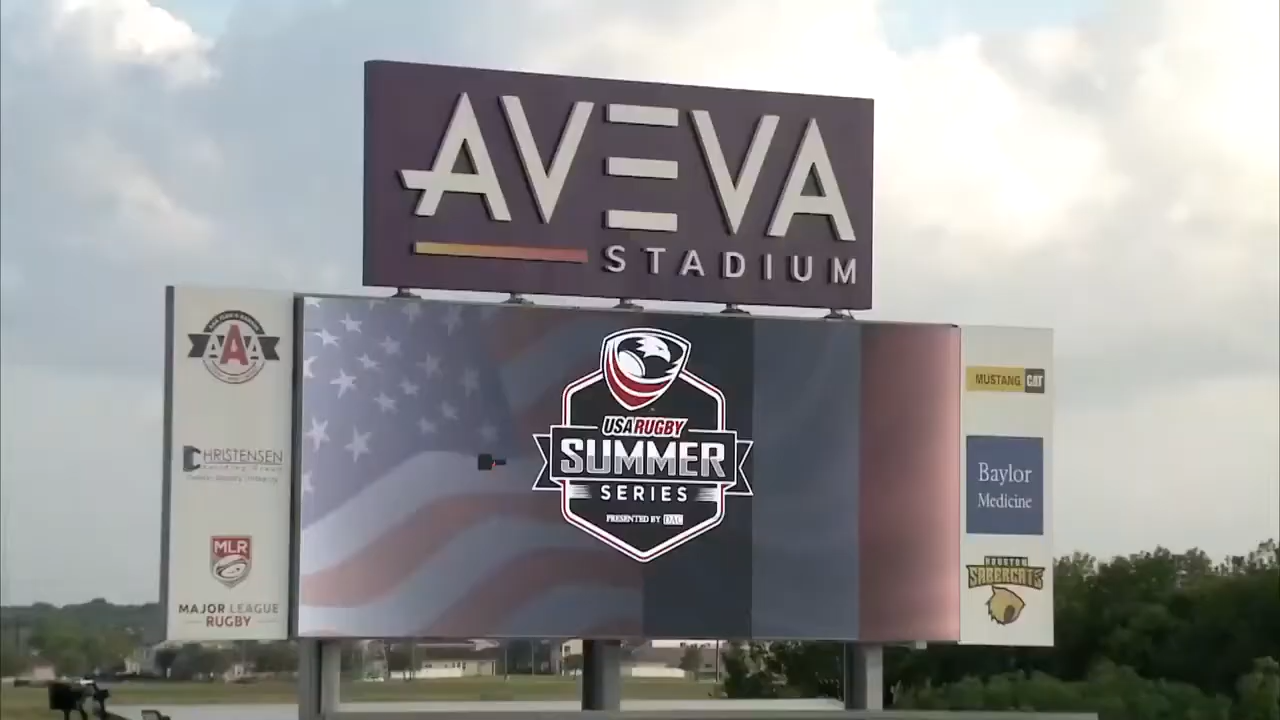 AVEVA
STADIUM
AAA
CHRISTENSEN
MLR
MAJOR LEAGUE
RUGBY
USA RUGBY
SUMMER
SERIES
PRESENTED BY DAC
MUSTANG CAT
Baylor
Medicine
HOUSTON
SABERCATS